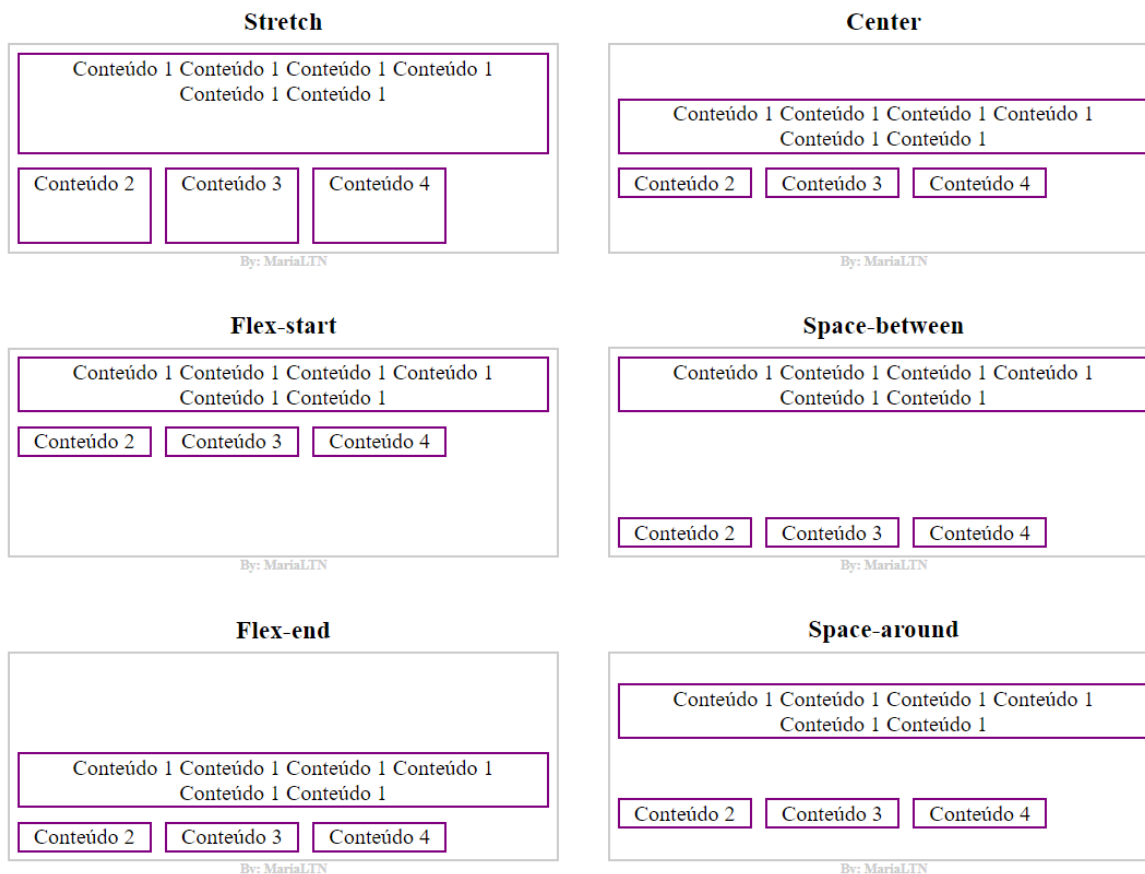 Stretch
Conteúdo 1 Conteúdo 1 Conteúdo 1 Conteúdo 1
Conteúdo 1 Conteúdo 1
Conteúdo 2 Conteúdo 3 Conteúdo 4
By: MariaLTN
Center
Conteúdo 1 Conteúdo 1 Conteúdo 1 Conteúdo 1
Conteúdo 1 Conteúdo 1
Conteúdo 2 Conteúdo 3 Conteúdo 4
By: MariaLTN
Flex-start
Conteúdo 1 Conteúdo 1 Conteúdo 1 Conteúdo 1
Conteúdo 1 Conteúdo 1
Conteúdo 2 Conteúdo 3 Conteúdo 4
By: MariaLTN
Space-between
Conteúdo 1 Conteúdo 1 Conteúdo 1 Conteúdo 1
Conteúdo 1 Conteúdo 1
Conteúdo 2 Conteúdo 3 Conteúdo 4
By: MariaLTN
Flex-end
Conteúdo 1 Conteúdo 1 Conteúdo 1 Conteúdo 1
Conteúdo 1 Conteúdo 1
Conteúdo 2 Conteúdo 3 Conteúdo 4
By: MariaLTN
Space-around
Conteúdo 1 Conteúdo 1 Conteúdo 1 Conteúdo 1
Conteúdo 1 Conteúdo 1
Conteúdo 2 Conteúdo 3 Conteúdo 4
By: MariaLTN